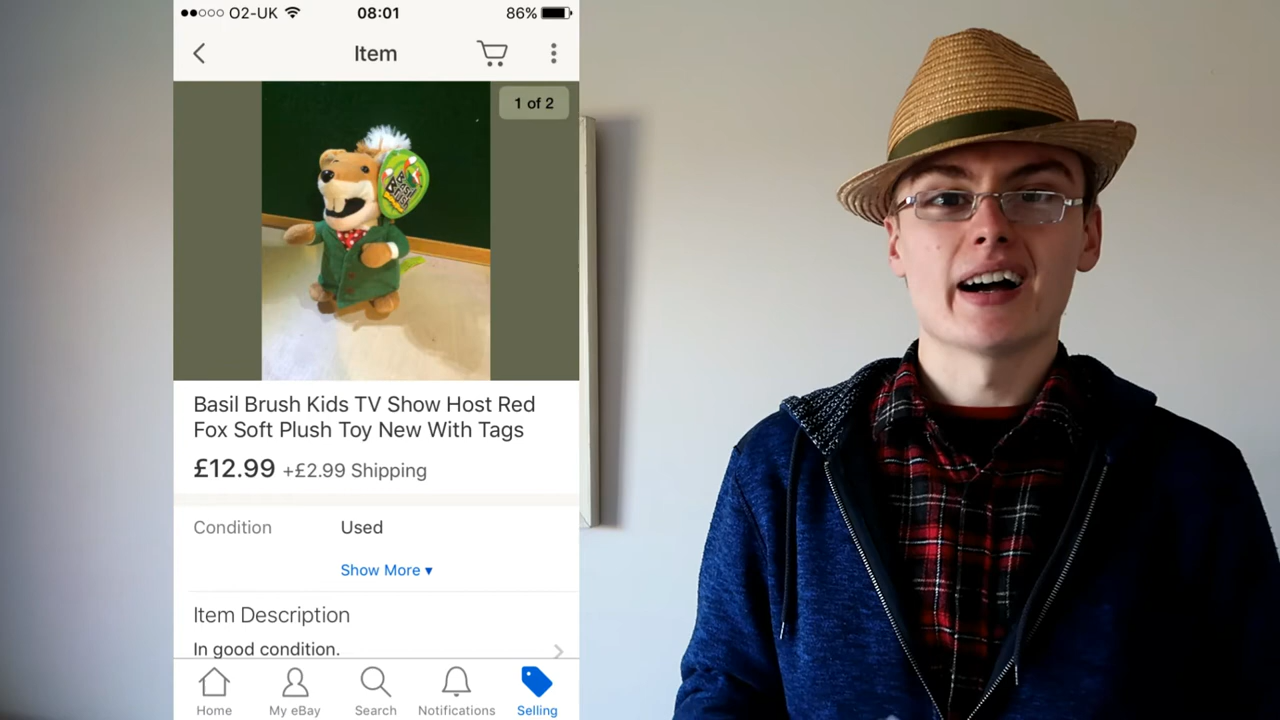 O2-UK 08:01 86%
Item
1 of 2
Basil Brush Kids TV Show Host Red
Fox Soft Plush Toy New With Tags
£12.99 +£2.99 Shipping
Condition Used
Show More ▾
Item Description
In good condition.
Home My eBay Search Notifications Selling